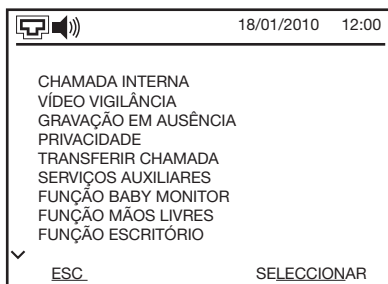 18/01/2010 12:00
CHAMADA INTERNA
VÍDEO VIGILÂNCIA
GRAVAÇÃO EM AUSÊNCIA
PRIVACIDADE
TRANSFERIR CHAMADA
SERVIÇOS AUXILIARES
FUNÇÃO BABY MONITOR
FUNÇÃO MÃOS LIVRES
FUNÇÃO ESCRITÓRIO
ESC SELECCIONAR